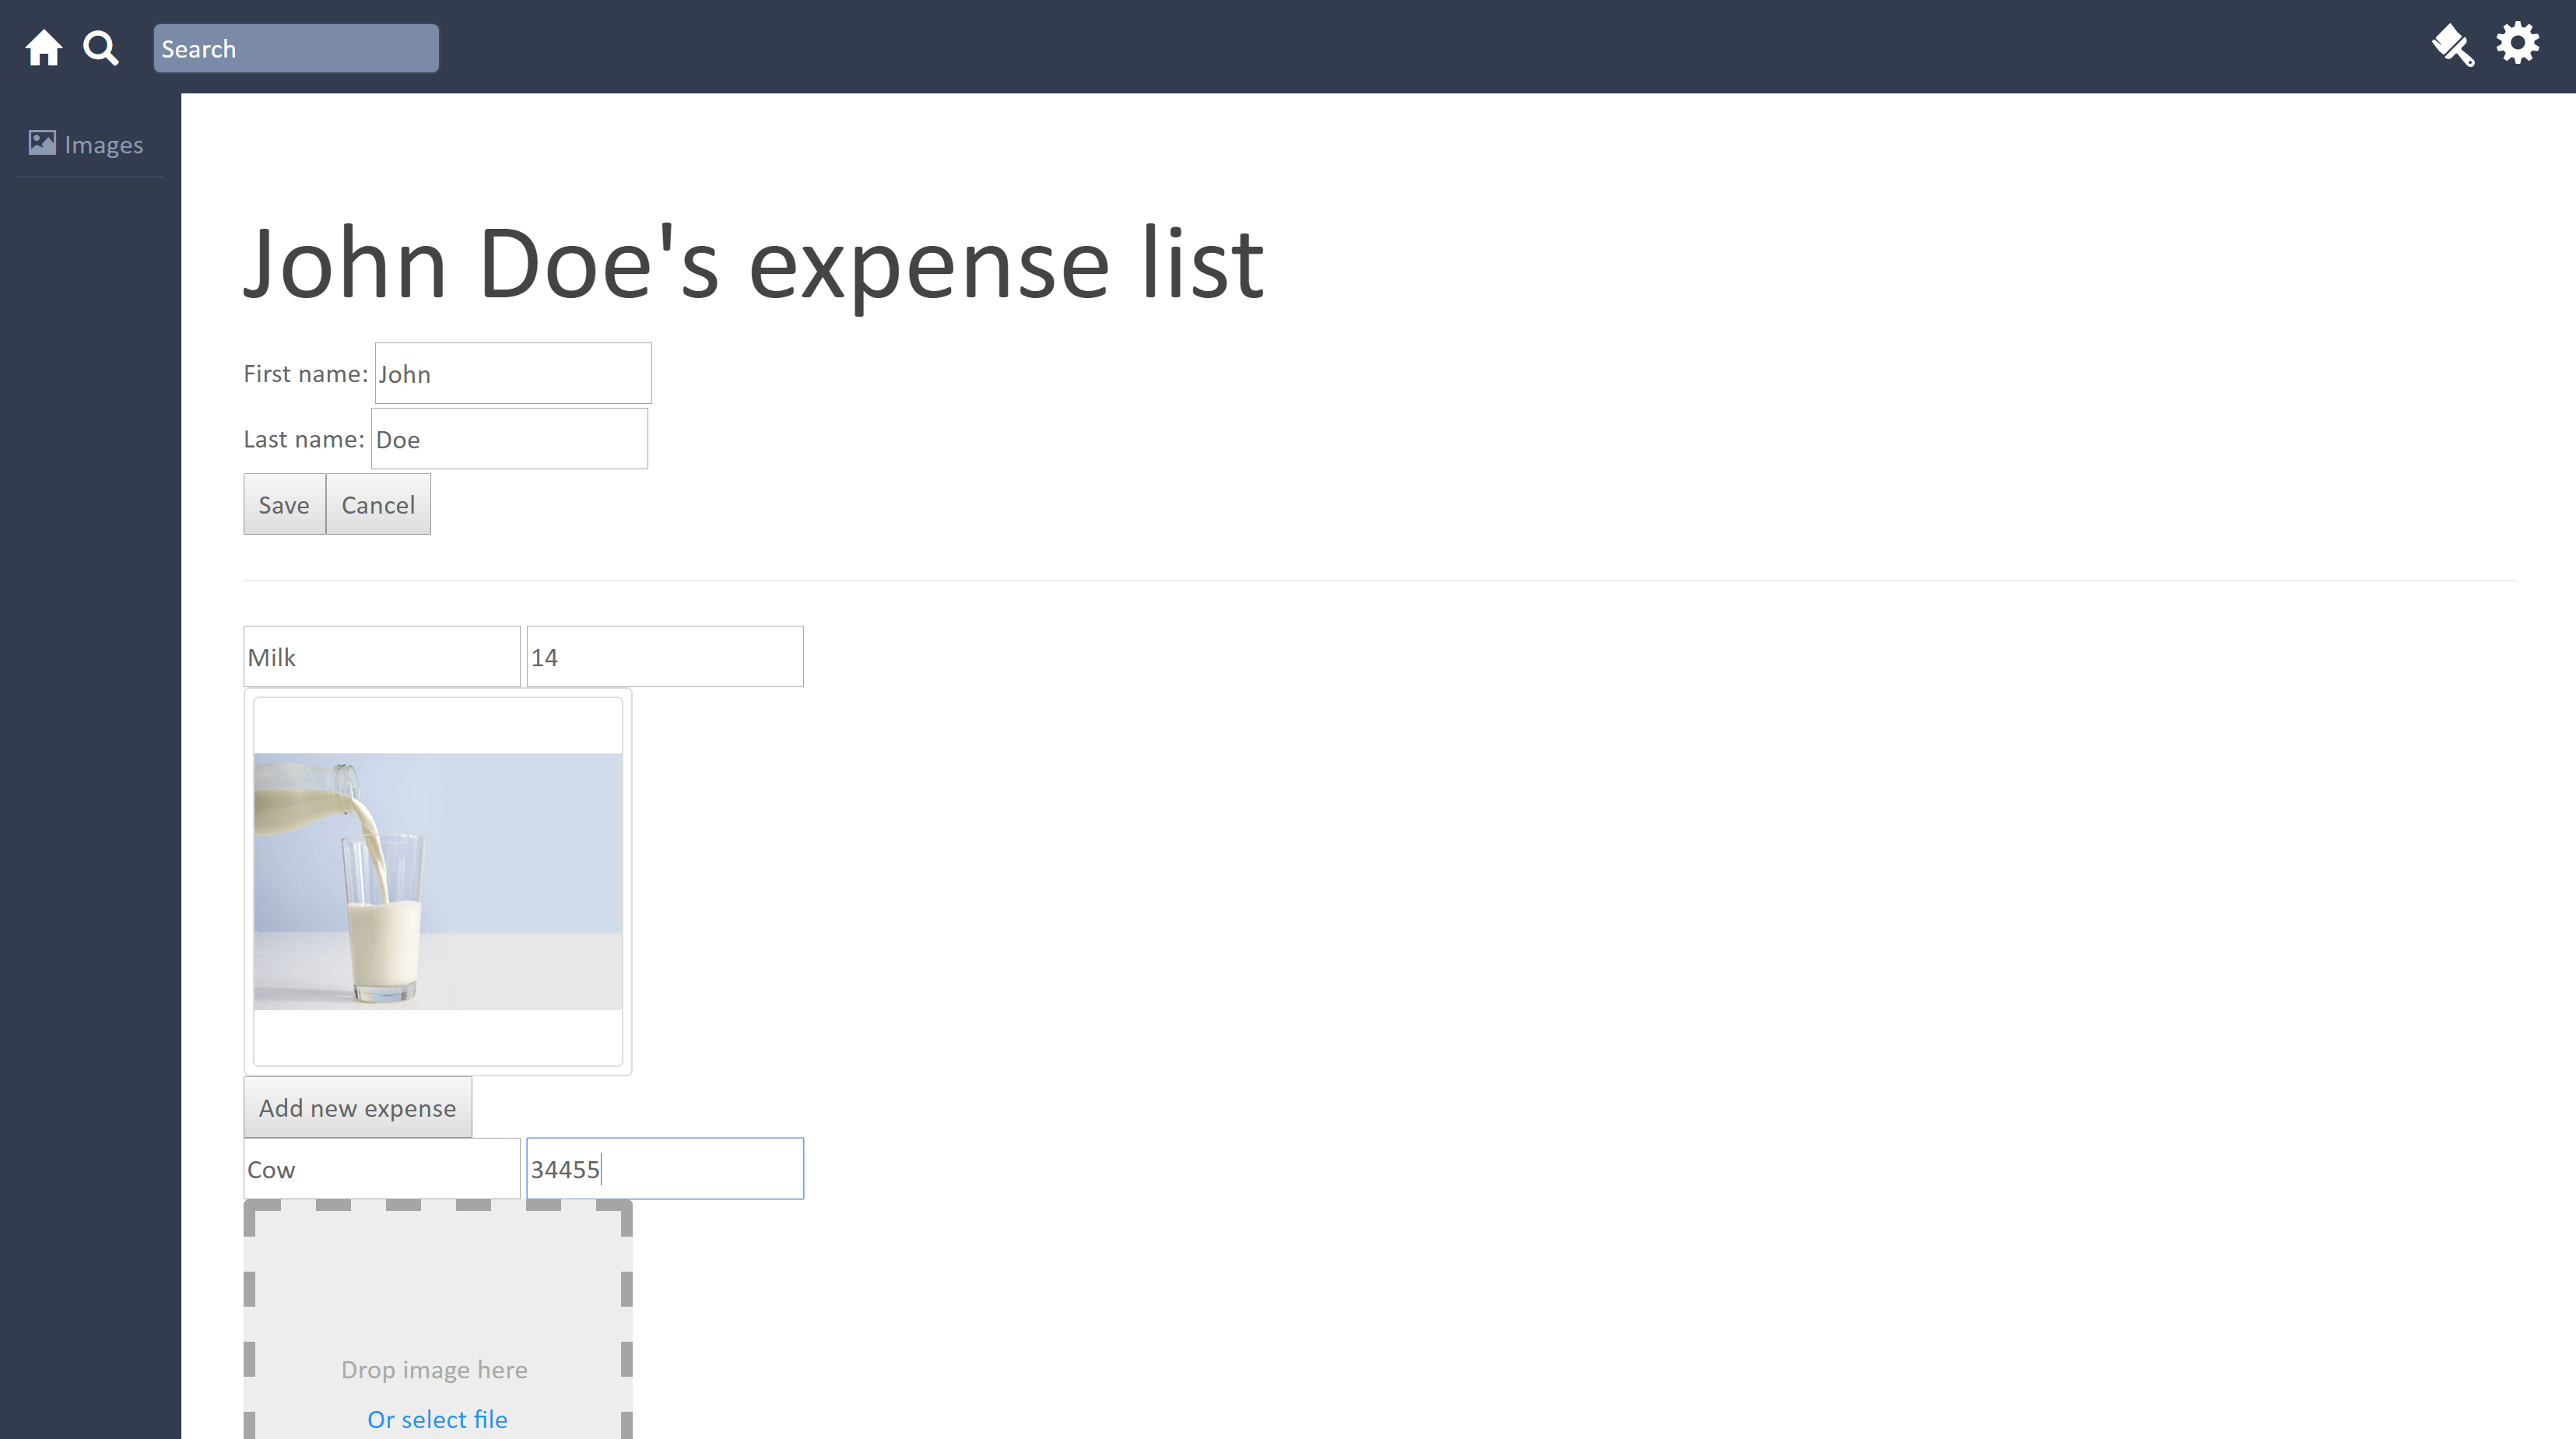 Search
Images
John Doe's expense list
First name: John
Last name: Doe
Save Cancel
Milk 14
Add new expense
Cow 34455
Drop image here
Or select file